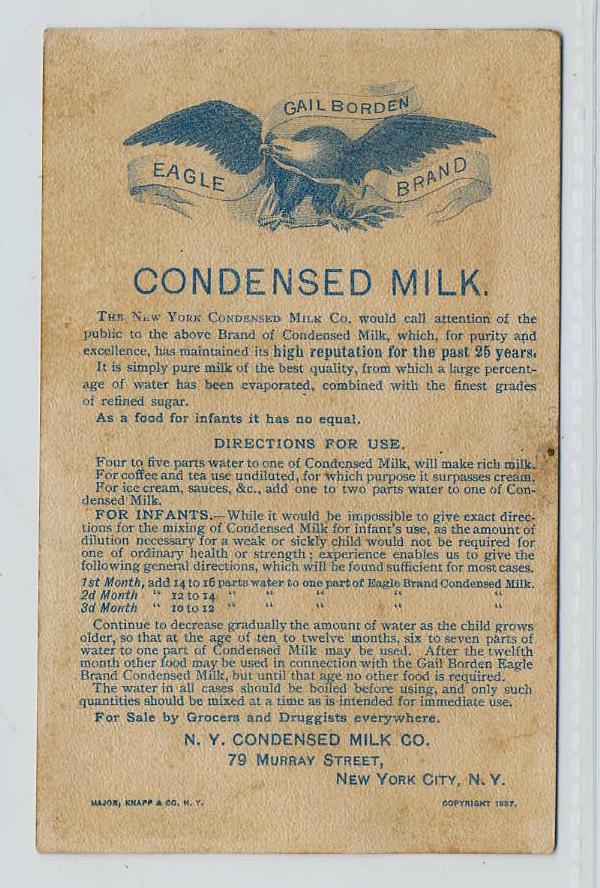 GAIL BORDEN
EAGLE BRAND
CONDENSED MILK.
THE NEW YORK CONDENSED MILK CO. would call attention of the
public to the above Brand of Condensed Milk, which, for purity and
excellence, has maintained its high reputation for the past 25 years.
It is simply pure milk of the best quality, from which a large percent-
age of water has been evaporated, combined with the finest grades
of refined sugar.
As a food for infants it has no equal.
DIRECTIONS FOR USE.
Four to five parts water to one of Condensed Milk, will make rich milk.
For coffee and tea use undiluted, for which purpose it surpasses cream.
For ice cream, sauces, &c., add one to two parts water to one of Con-
densed Milk.
FOR INFANTS.—While it would be impossible to give exact direc-
tions for the mixing of Condensed Milk for infant's use, as the amount of
dilution necessary for a weak or sickly child would not be required for
one of ordinary health or strength; experience enables us to give the
following general directions, which will be found sufficient for most cases.
1st Month, add 14 to 16 parts water to one part of Eagle Brand Condensed Milk.
2d Month " 12 to 14 " " " " "
3d Month " 10 to 12 " " " " "
Continue to decrease gradually the amount of water as the child grows
older, so that at the age of ten to twelve months, six to seven parts of
water to one part of Condensed Milk may be used. After the twelfth
month other food may be used in connection with the Gail Borden Eagle
Brand Condensed Milk, but until that age no other food is required.
The water in all cases should be boiled before using, and only such
quantities should be mixed at a time as is intended for immediate use.
For Sale by Grocers and Druggists everywhere.
N. Y. CONDENSED MILK CO.
79 MURRAY STREET,
NEW YORK CITY, N. Y.
MAJOR, KNAPP & CO. N. Y. COPYRIGHT 1887.